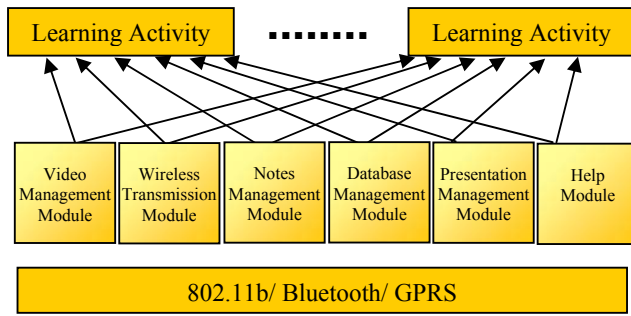 Learning Activity
Learning Activity
Video
Management
Module
Wireless
Transmission
Module
Notes
Management
Module
Database
Management
Module
Presentation
Management
Module
Help
Module
802.11b/ Bluetooth/ GPRS